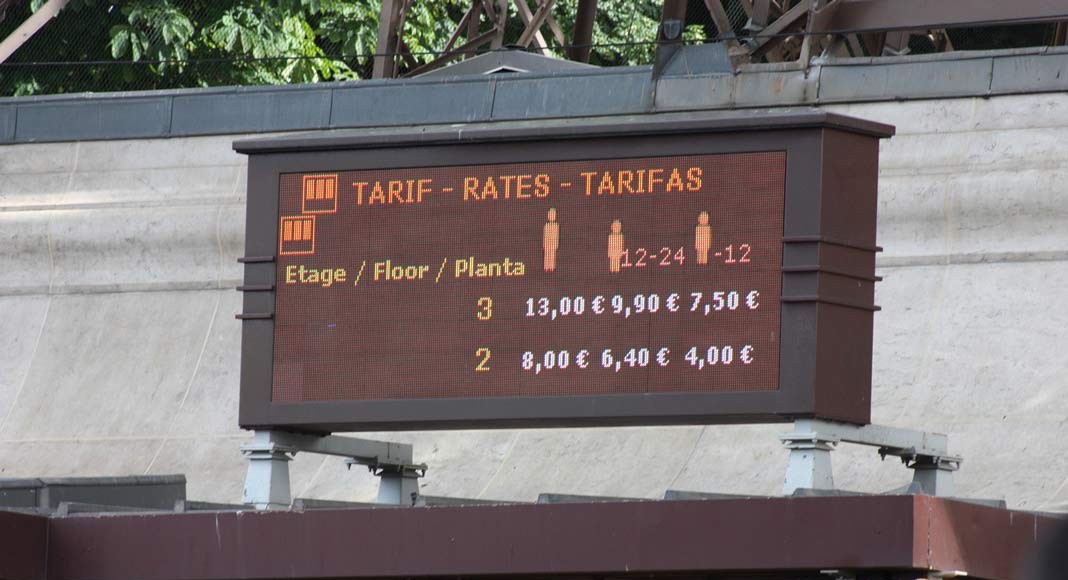 TARIF - RATES - TARIFAS
12-24 -12
Etage / Floor / Planta
3 13,00 € 9,90 € 7,50 €
2 8,00 € 6,40 € 4,00 €